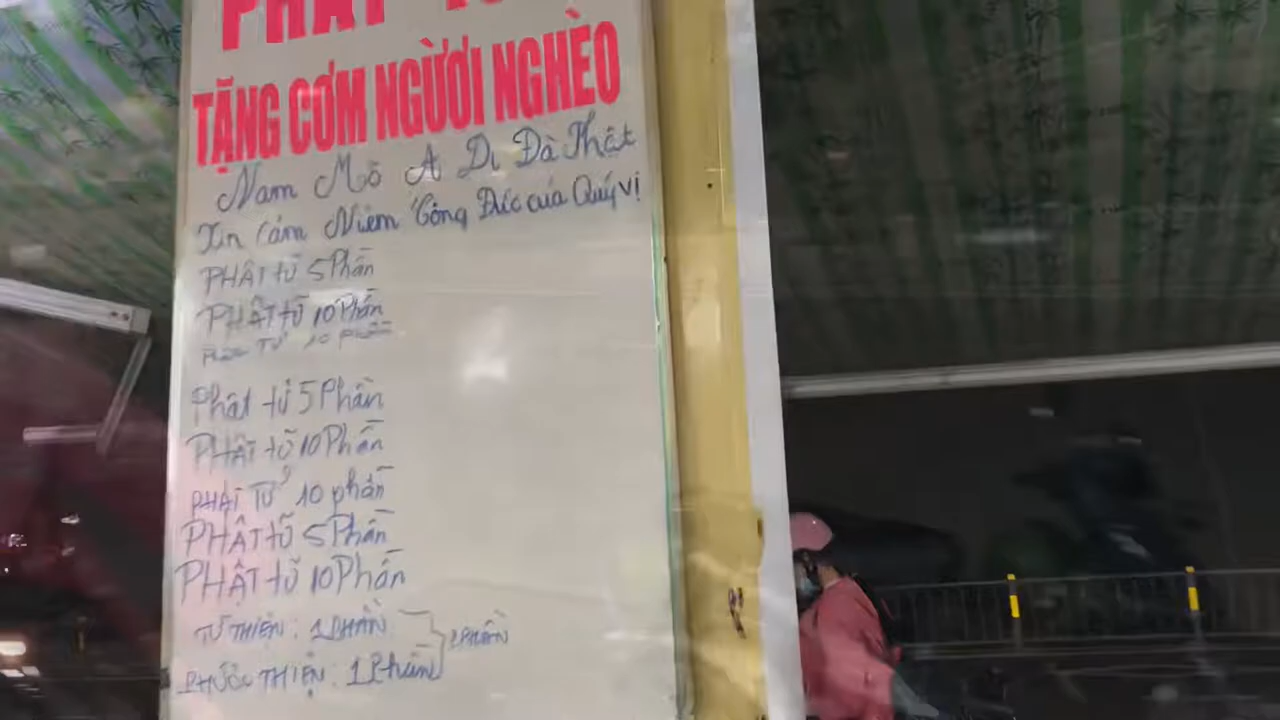 PHẬT TỬ
TẶNG CƠM NGƯỜI NGHÈO
Nam Mô A Di Đà Phật
Xin Cảm Niệm Công Đức của Quý vị
PHẬT tử 5 Phần
PHẬT tử 10 Phần
PHẬT TỬ 10 phần
Phật tử 5 Phần
PHẬT tử 10 Phần
PHẬT TỬ 10 phần
PHẬT tử 5 Phần
PHẬT tử 10 Phần
TỪ THIỆN: 1 PHẦN
PHƯỚC THIỆN: 1 Phần